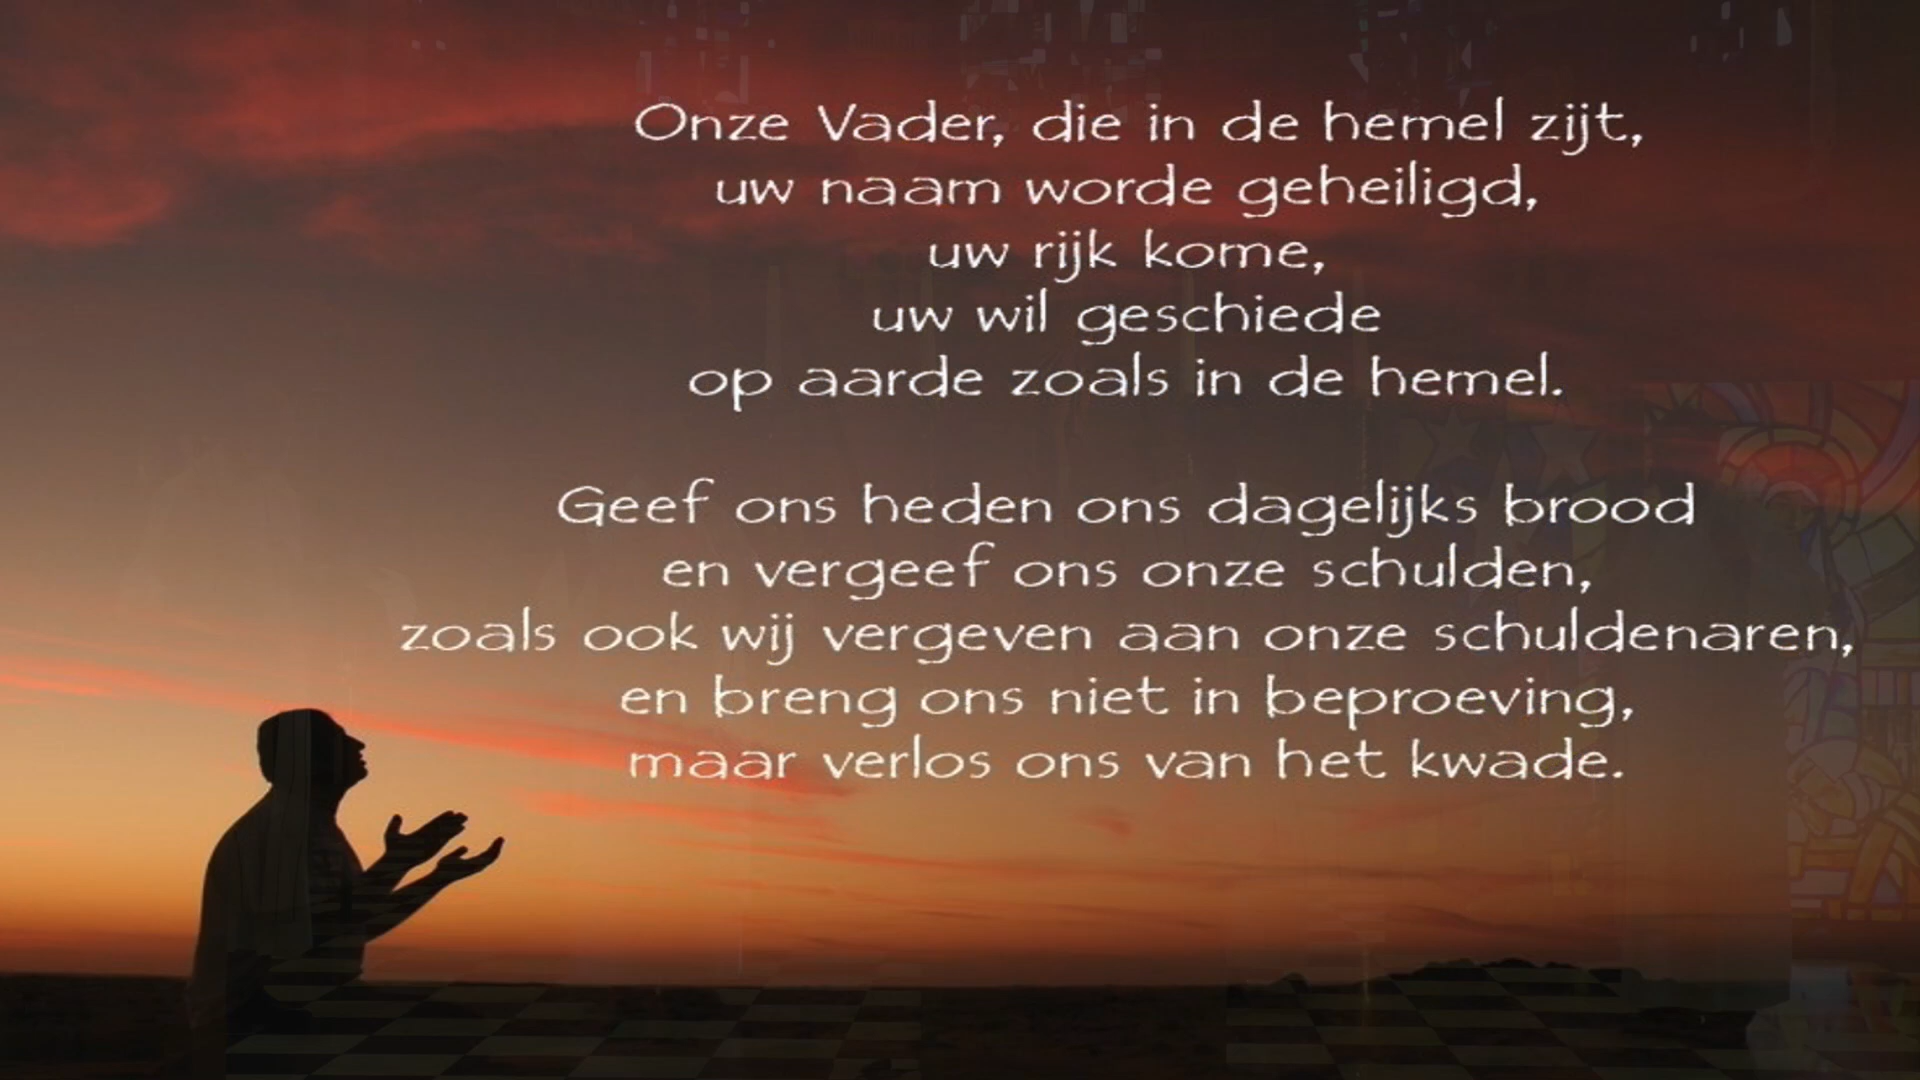 Onze Vader, die in de hemel zijt,
uw naam worde geheiligd,
uw rijk kome,
uw wil geschiede
op aarde zoals in de hemel.
Geef ons heden ons dagelijks brood
en vergeef ons onze schulden,
zoals ook wij vergeven aan onze schuldenaren,
en breng ons niet in beproeving,
maar verlos ons van het kwade.